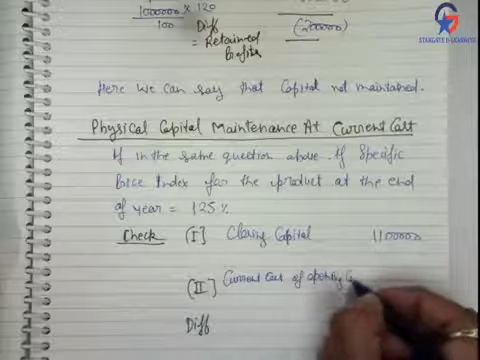 1000000 × 120
100
Diff
= Retained
Profits
(200000)
STARGATE E-LEARNING
Here We Can say that Capital not maintained.
Physical Capital Maintenance At Current Cost
If in the same question above. If Specific
Price Index for the product at the end
of year = 125%
Check (I) Closing Capital 1100000
(II) Current Cost of opening C
Diff